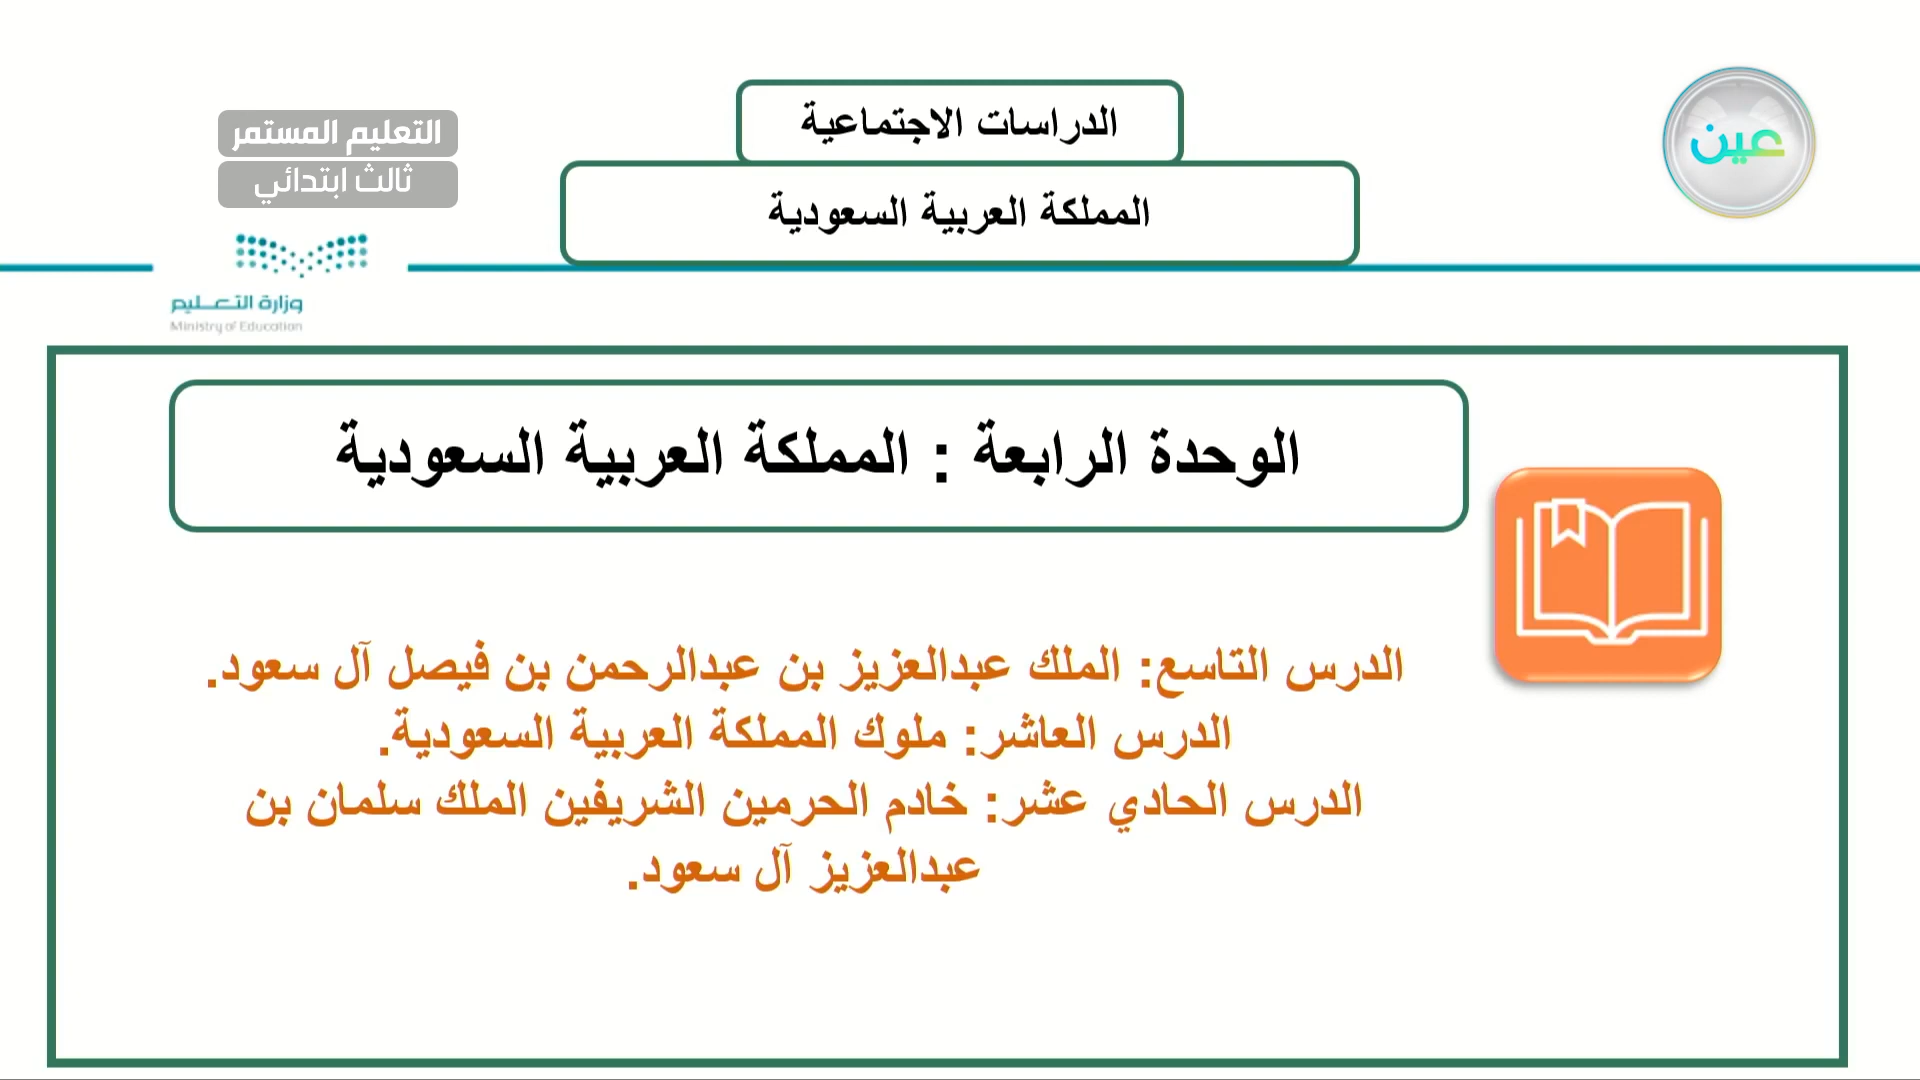 الدراسات الاجتماعية
المملكة العربية السعودية
عين
التعليم المستمر
ثالث ابتدائي
وزارة التعـــليم
Ministry of Education
الوحدة الرابعة : المملكة العربية السعودية
الدرس التاسع: الملك عبدالعزيز بن عبدالرحمن بن فيصل آل سعود.
الدرس العاشر: ملوك المملكة العربية السعودية.
الدرس الحادي عشر: خادم الحرمين الشريفين الملك سلمان بن
عبدالعزيز آل سعود.